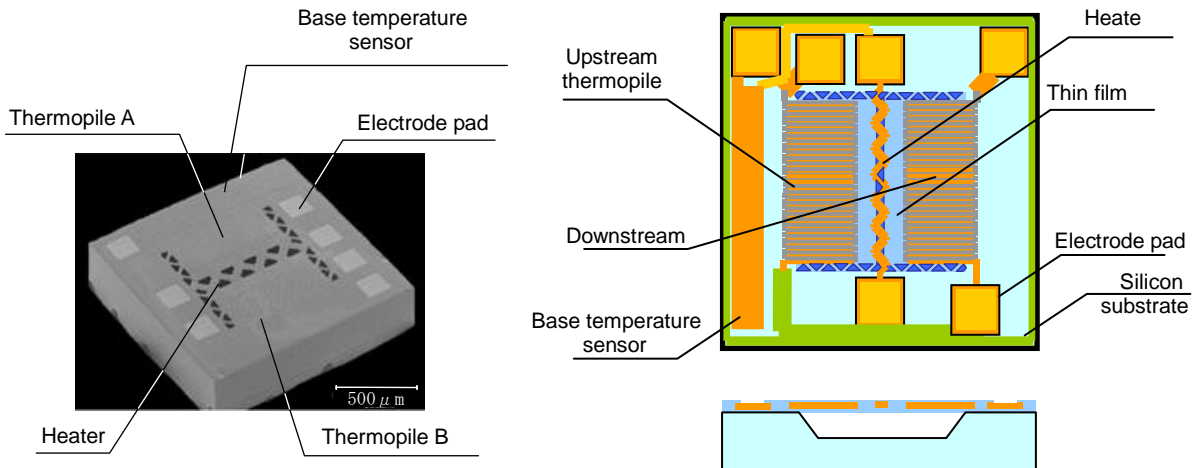 Base temperature
sensor
Thermopile A
Electrode pad
500μm
Heater
Thermopile B
Heate
Upstream
thermopile
Thin film
Downstream
Electrode pad
Silicon
substrate
Base temperature
sensor